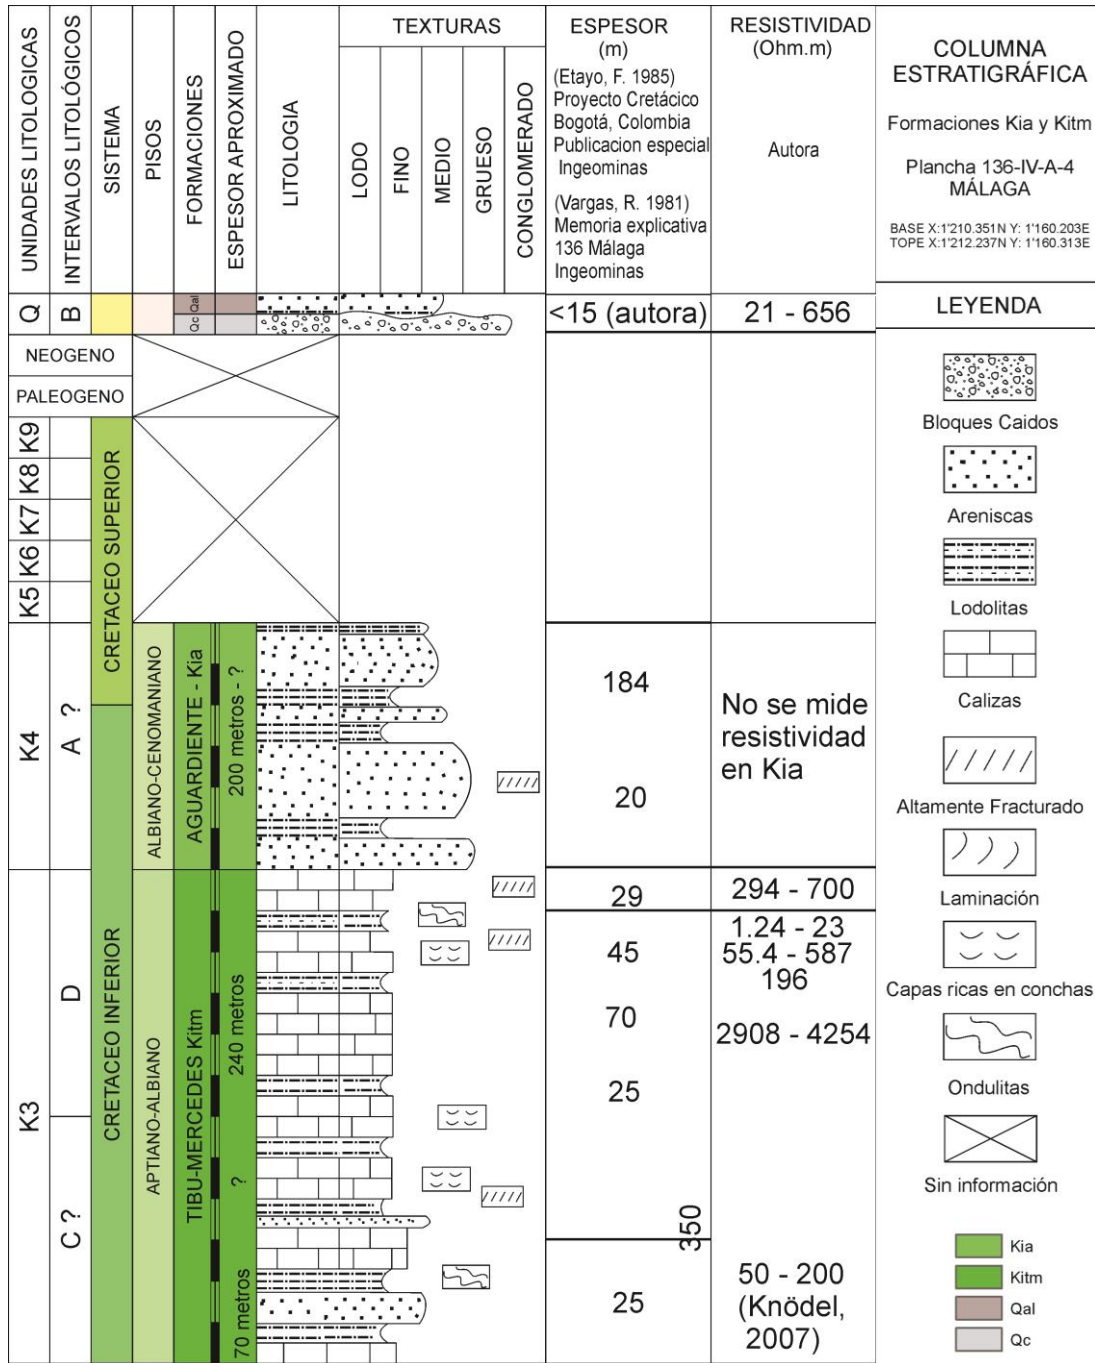 UNIDADES LITOLOGICAS
INTERVALOS LITOLÓGICOS
SISTEMA
PISOS
FORMACIONES
ESPESOR APROXIMADO
LITOLOGIA
TEXTURAS
LODO
FINO
MEDIO
GRUESO
CONGLOMERADO
ESPESOR
(m)
(Etayo, F. 1985)
Proyecto Cretácico
Bogotá, Colombia
Publicacion especial
Ingeominas
(Vargas, R. 1981)
Memoria explicativa
136 Málaga
Ingeominas
RESISTIVIDAD
(Ohm.m)
Autora
COLUMNA
ESTRATIGRÁFICA
Formaciones Kia y Kitm
Plancha 136-IV-A-4
MÁLAGA
BASE X:1'210.351N Y: 1'160.203E
TOPE X:1'212.237N Y: 1'160.313E
Q
B
Qal
Qc
<15 (autora)
21 - 656
NEOGENO
PALEOGENO
K9
K8
K7
K6
K5
CRETACEO SUPERIOR
K4
A ?
ALBIANO-CENOMANIANO
AGUARDIENTE - Kia
200 metros - ?
184
20
No se mide
resistividad
en Kia
K3
D
C ?
CRETACEO INFERIOR
APTIANO-ALBIANO
TIBU-MERCEDES Kitm
240 metros
?
70 metros
29
294 - 700
45
1.24 - 23
55.4 - 587
196
70
2908 - 4254
25
350
25
50 - 200
(Knödel,
2007)
LEYENDA
Bloques Caidos
Areniscas
Lodolitas
Calizas
Altamente Fracturado
Laminación
Capas ricas en conchas
Ondulitas
Sin información
Kia
Kitm
Qal
Qc